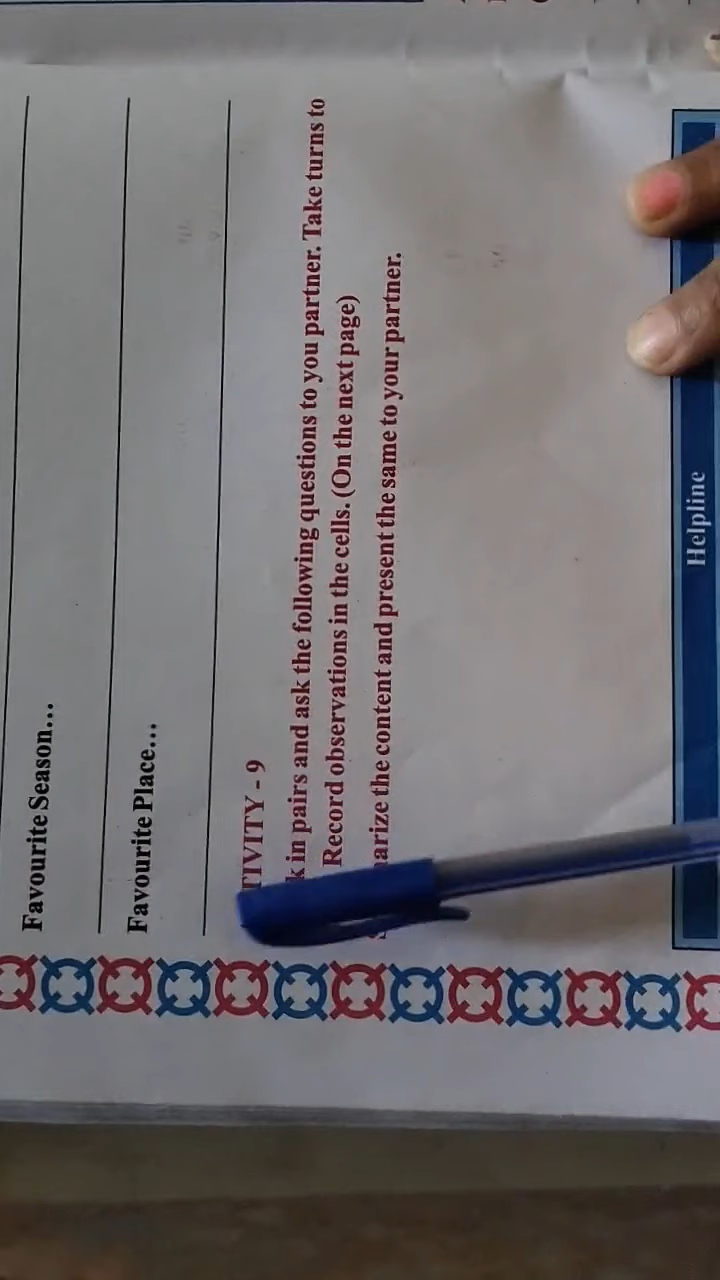 Favourite Season...
Favourite Place...
TIVITY - 9
in pairs and ask the following questions to you partner. Take turns to
Record observations in the cells. (On the next page)
the content and present the same to your partner.
Helpline